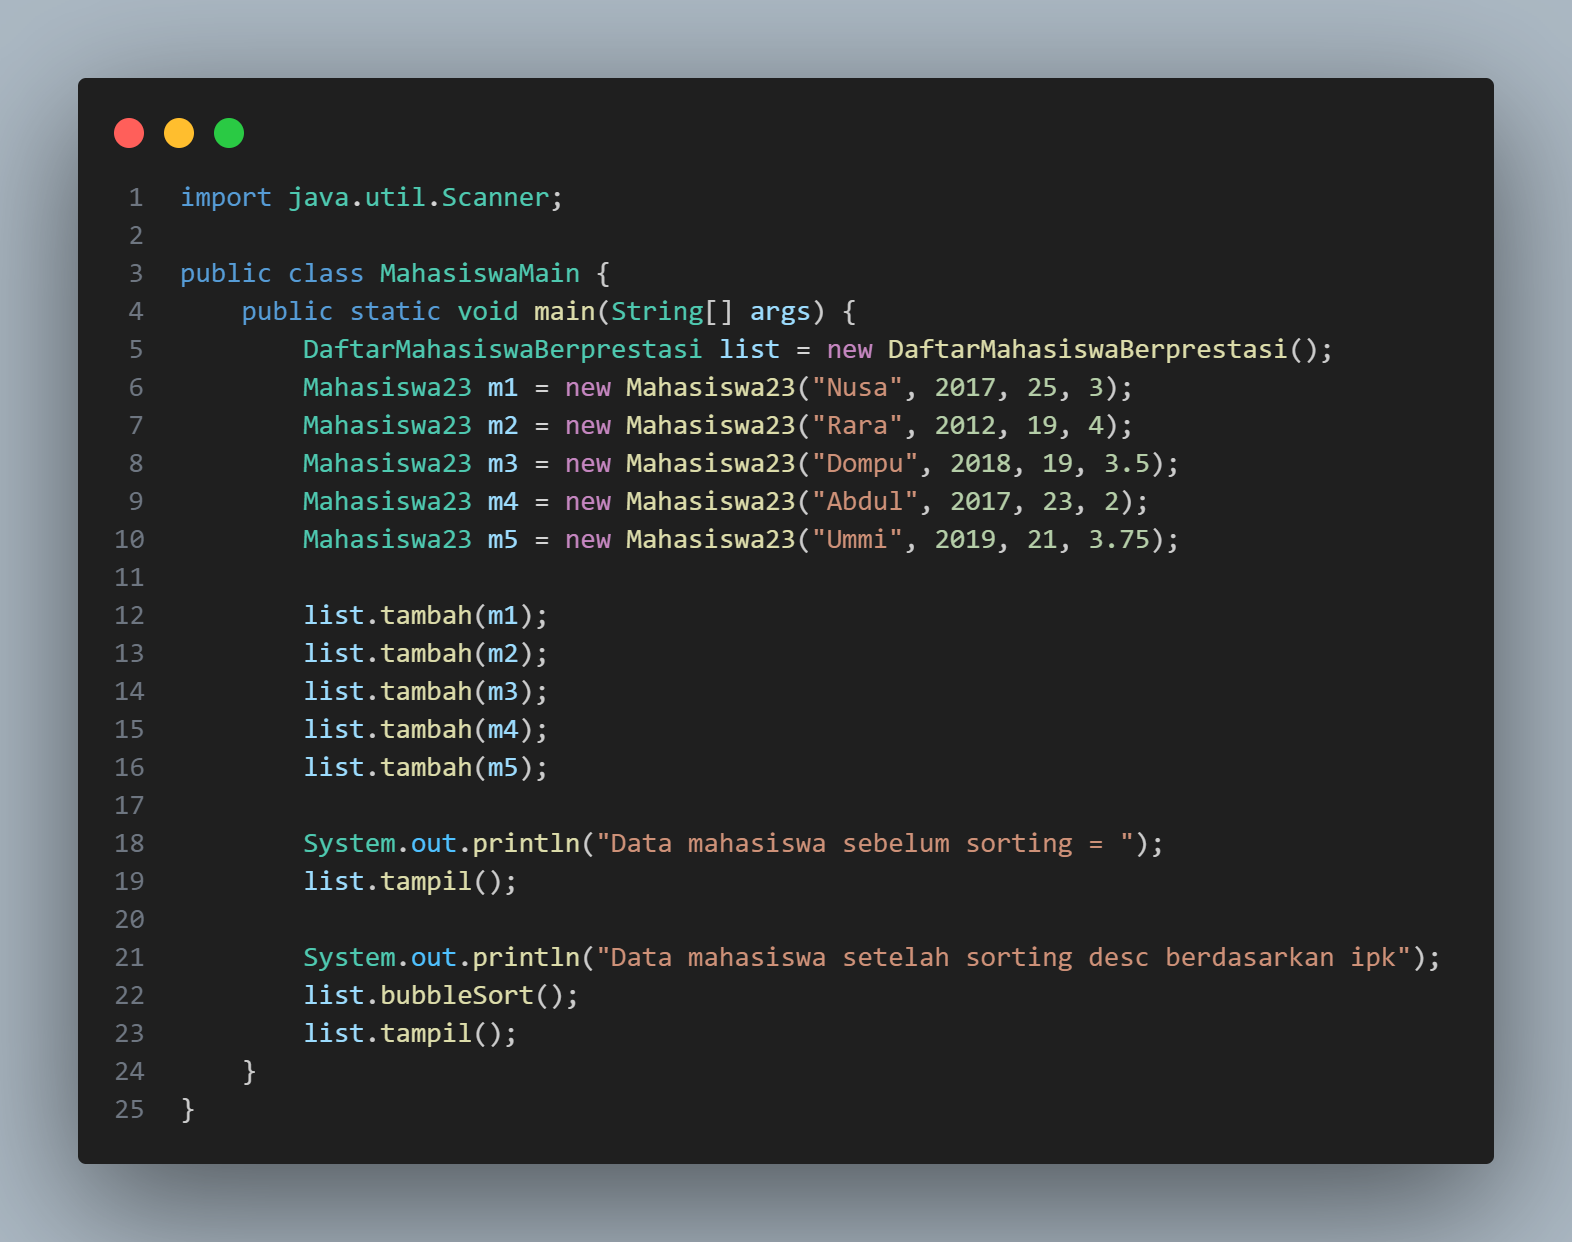 1 import java.util.Scanner;
2
3 public class MahasiswaMain {
4     public static void main(String[] args) {
5         DaftarMahasiswaBerprestasi list = new DaftarMahasiswaBerprestasi();
6         Mahasiswa23 m1 = new Mahasiswa23("Nusa", 2017, 25, 3);
7         Mahasiswa23 m2 = new Mahasiswa23("Rara", 2012, 19, 4);
8         Mahasiswa23 m3 = new Mahasiswa23("Dompu", 2018, 19, 3.5);
9         Mahasiswa23 m4 = new Mahasiswa23("Abdul", 2017, 23, 2);
10         Mahasiswa23 m5 = new Mahasiswa23("Ummi", 2019, 21, 3.75);
11
12         list.tambah(m1);
13         list.tambah(m2);
14         list.tambah(m3);
15         list.tambah(m4);
16         list.tambah(m5);
17
18         System.out.println("Data mahasiswa sebelum sorting = ");
19         list.tampil();
20
21         System.out.println("Data mahasiswa setelah sorting desc berdasarkan ipk");
22         list.bubbleSort();
23         list.tampil();
24     }
25 }